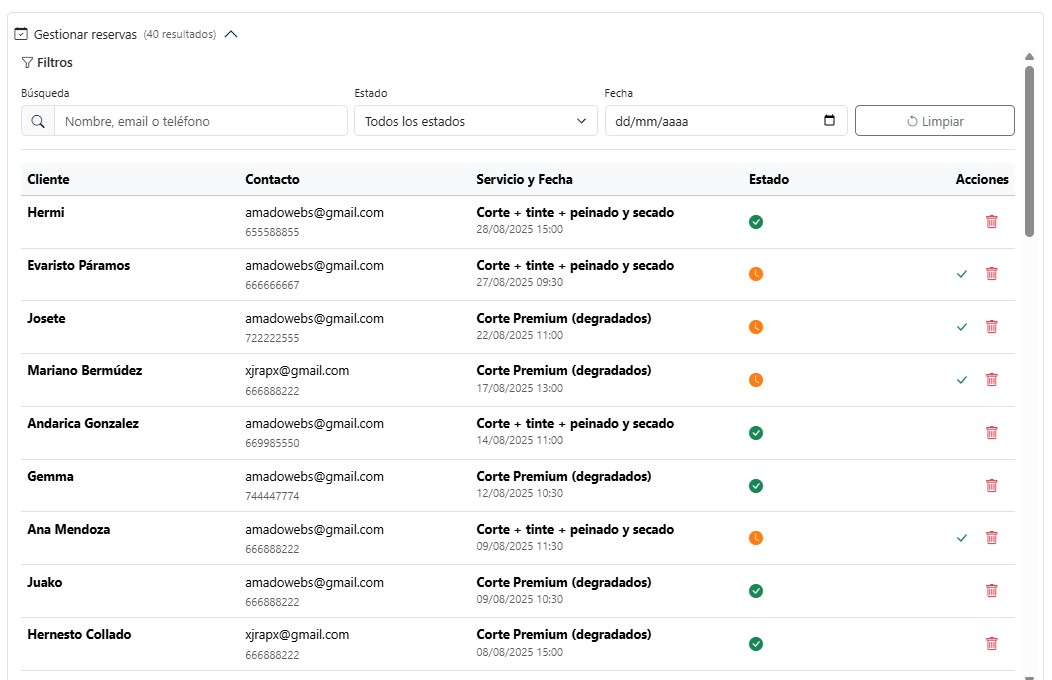 Gestionar reservas (40 resultados)
Filtros
Búsqueda Estado Fecha
Nombre, email o teléfono Todos los estados dd/mm/aaaa Limpiar
Cliente Contacto Servicio y Fecha Estado Acciones
Hermi amadowebs@gmail.com Corte + tinte + peinado y secado
655588855 28/08/2025 15:00
Evaristo Páramos amadowebs@gmail.com Corte + tinte + peinado y secado
666666667 27/08/2025 09:30
Josete amadowebs@gmail.com Corte Premium (degradados)
722222555 22/08/2025 11:00
Mariano Bermúdez xjrapx@gmail.com Corte Premium (degradados)
666888222 17/08/2025 13:00
Andarica Gonzalez amadowebs@gmail.com Corte + tinte + peinado y secado
669985550 14/08/2025 11:00
Gemma amadowebs@gmail.com Corte Premium (degradados)
744447774 12/08/2025 10:30
Ana Mendoza amadowebs@gmail.com Corte + tinte + peinado y secado
666888222 09/08/2025 11:30
Juako amadowebs@gmail.com Corte Premium (degradados)
666888222 09/08/2025 10:30
Hernesto Collado xjrapx@gmail.com Corte Premium (degradados)
666888222 08/08/2025 15:00